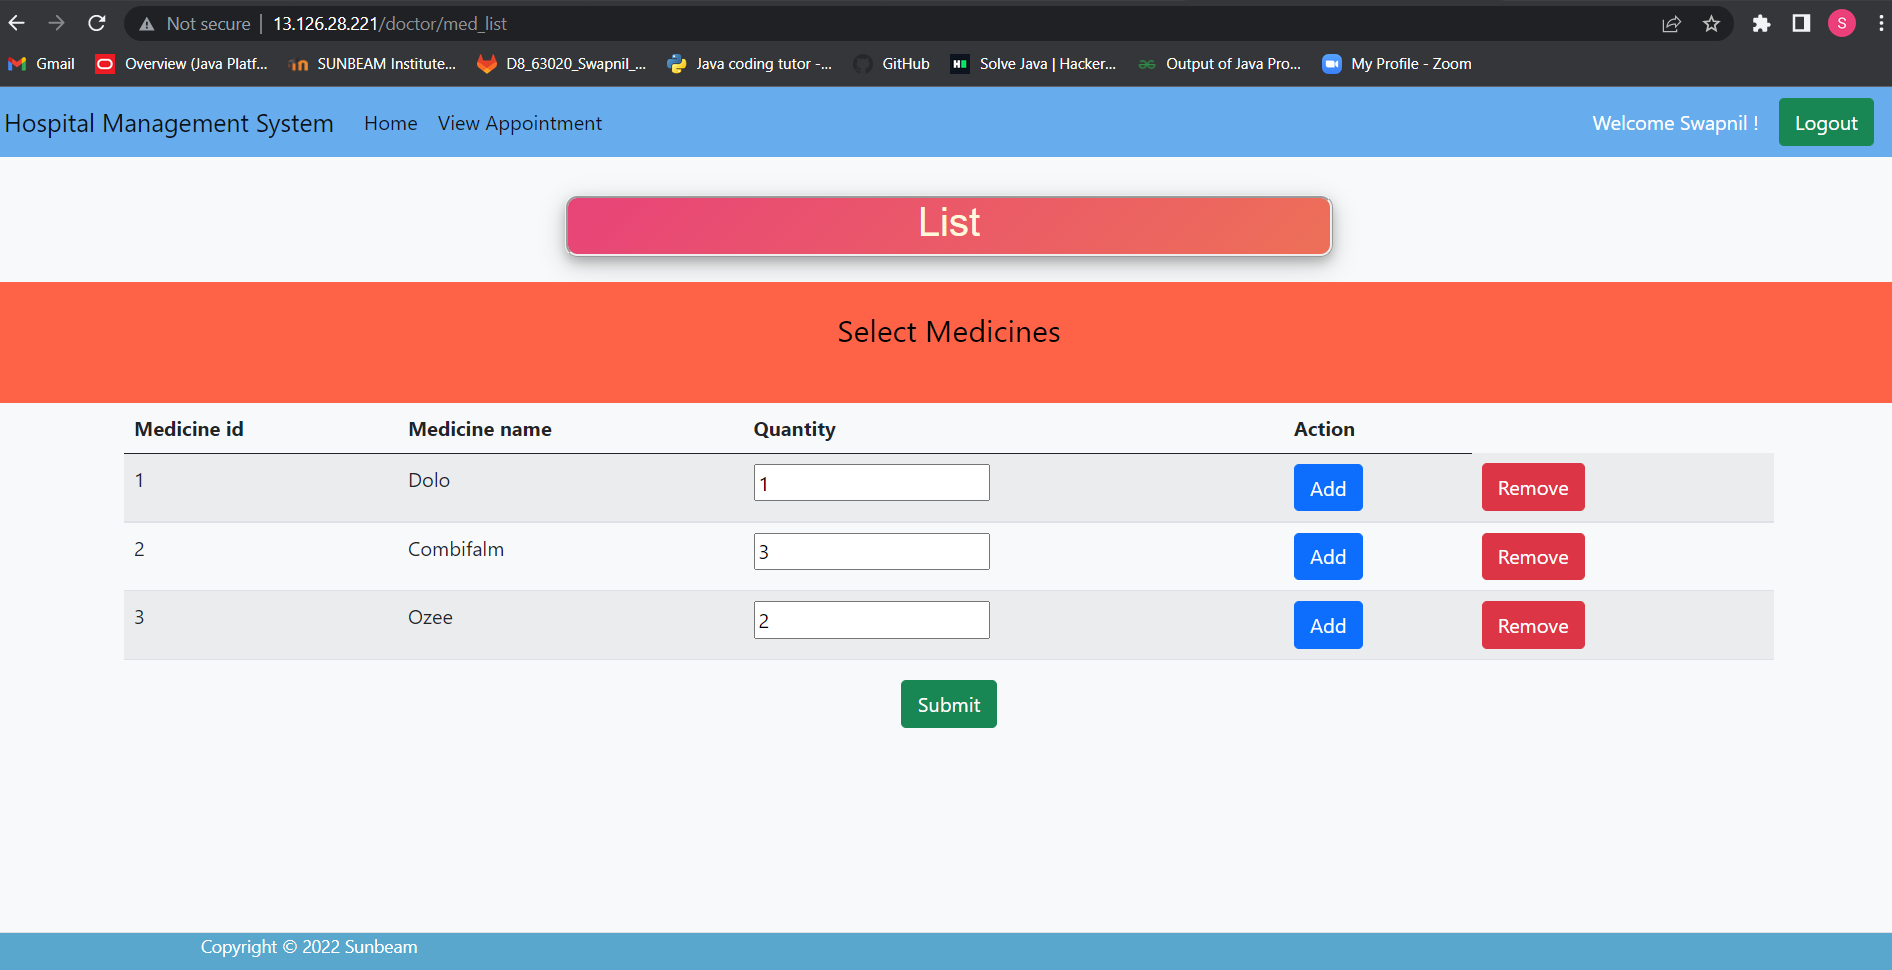 Not secure | 13.126.28.221/doctor/med_list S
Gmail Overview (Java Platf... SUNBEAM Institute... D8_63020_Swapnil_... Java coding tutor -... GitHub Solve Java | Hacker... Output of Java Pro... My Profile - Zoom
Hospital Management System Home View Appointment Welcome Swapnil ! Logout
List
Select Medicines
Medicine id Medicine name Quantity Action
1 Dolo 1 Add Remove
2 Combifalm 3 Add Remove
3 Ozee 2 Add Remove
Submit
Copyright © 2022 Sunbeam